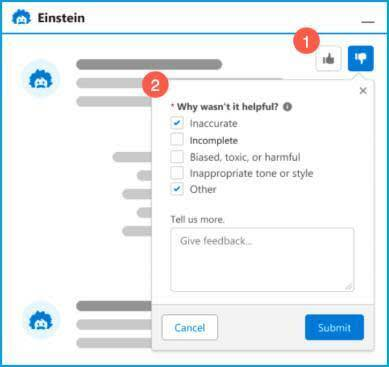 Einstein
1
2
* Why wasn't it helpful?
Inaccurate
Incomplete
Biased, toxic, or harmful
Inappropriate tone or style
Other
Tell us more.
Give feedback...
Cancel
Submit